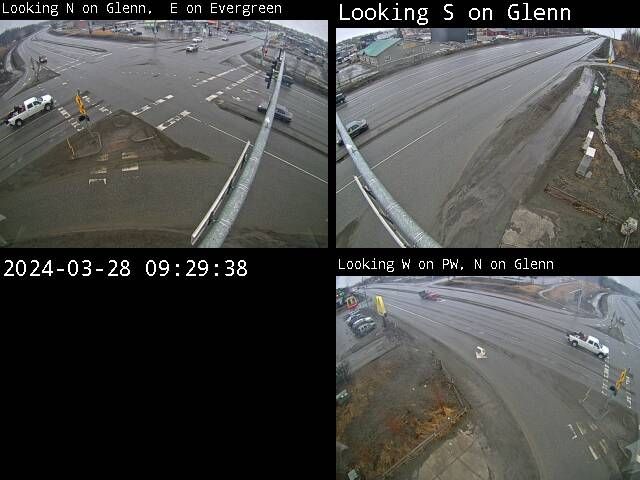 Looking N on Glenn,  E on Evergreen
Looking S on Glenn
2024-03-28 09:29:38
Looking W on PW, N on Glenn